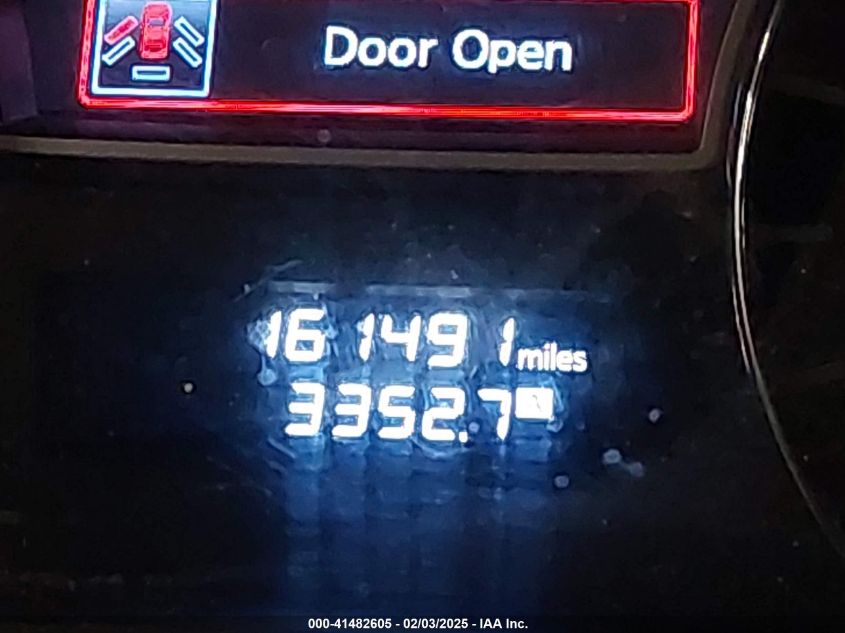 Door Open
161491 miles
3352.7
000-41482605 - 02/03/2025 - IAA Inc.